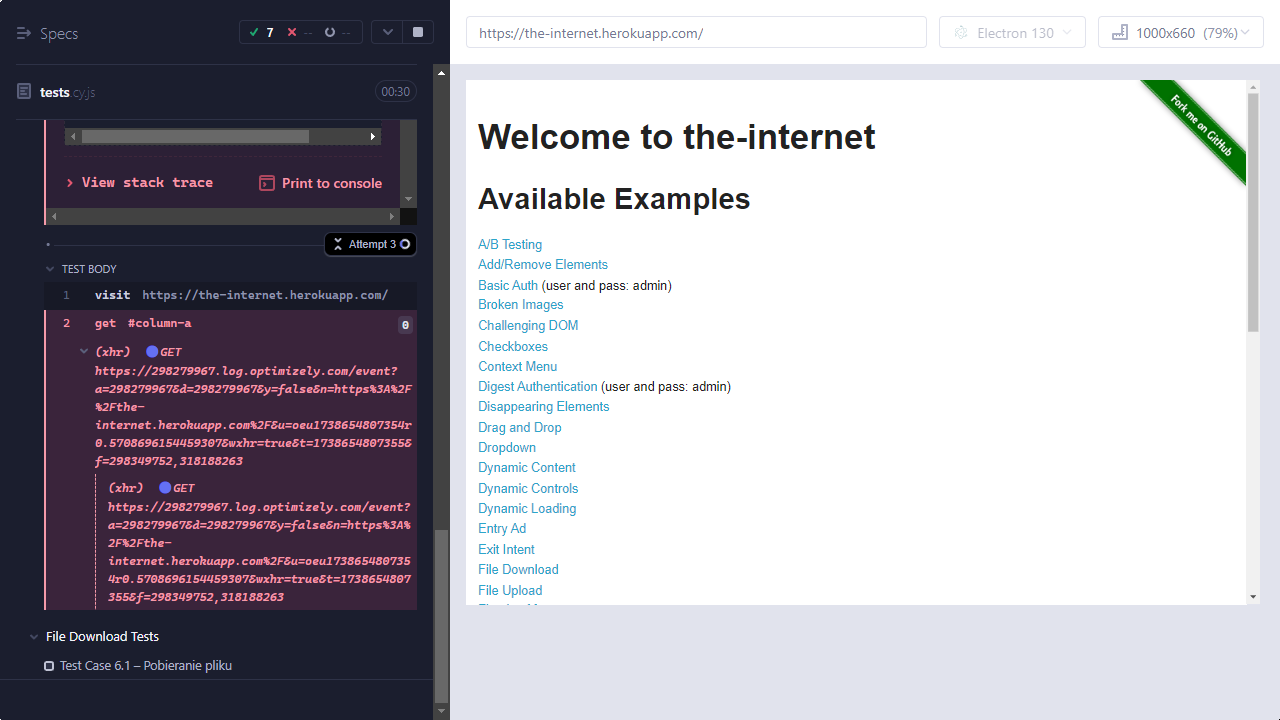 Specs
7
--
--
tests.cy.js
00:30
View stack trace
Print to console
Attempt 3
TEST BODY
1 visit https://the-internet.herokuapp.com/
2 get #column-a
0
(xhr) GET
https://298279967.log.optimizely.com/event?
a=298279967&d=298279967&y=false&n=https%3A%2F
%2Fthe-
internet.herokuapp.com%2F&u=oeu1738654807354r
0.5708696154459307&wxhr=true&t=1738654807355&
f=298349752,318188263
(xhr) GET
https://298279967.log.optimizely.com/event?
a=298279967&d=298279967&y=false&n=https%3A%
2F%2Fthe-
internet.herokuapp.com%2F&u=oeu173865480735
4r0.5708696154459307&wxhr=true&t=1738654807
355&f=298349752,318188263
File Download Tests
Test Case 6.1 – Pobieranie pliku
https://the-internet.herokuapp.com/
Electron 130
1000x660 (79%)
Fork me on GitHub
Welcome to the-internet
Available Examples
A/B Testing
Add/Remove Elements
Basic Auth (user and pass: admin)
Broken Images
Challenging DOM
Checkboxes
Context Menu
Digest Authentication (user and pass: admin)
Disappearing Elements
Drag and Drop
Dropdown
Dynamic Content
Dynamic Controls
Dynamic Loading
Entry Ad
Exit Intent
File Download
File Upload